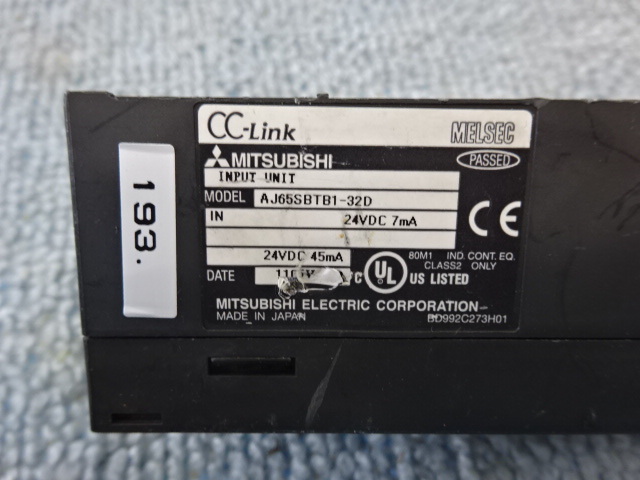 CC-Link
MELSEC
MITSUBISHI
PASSED
INPUT UNIT
MODEL AJ65SBTB1-32D
IN 24VDC 7mA
24VDC 45mA
80M1 IND. CONT. EQ.
CLASS2 ONLY
DATE
UL US LISTED
MITSUBISHI ELECTRIC CORPORATION
MADE IN JAPAN
BD992C273H01
CE
193.